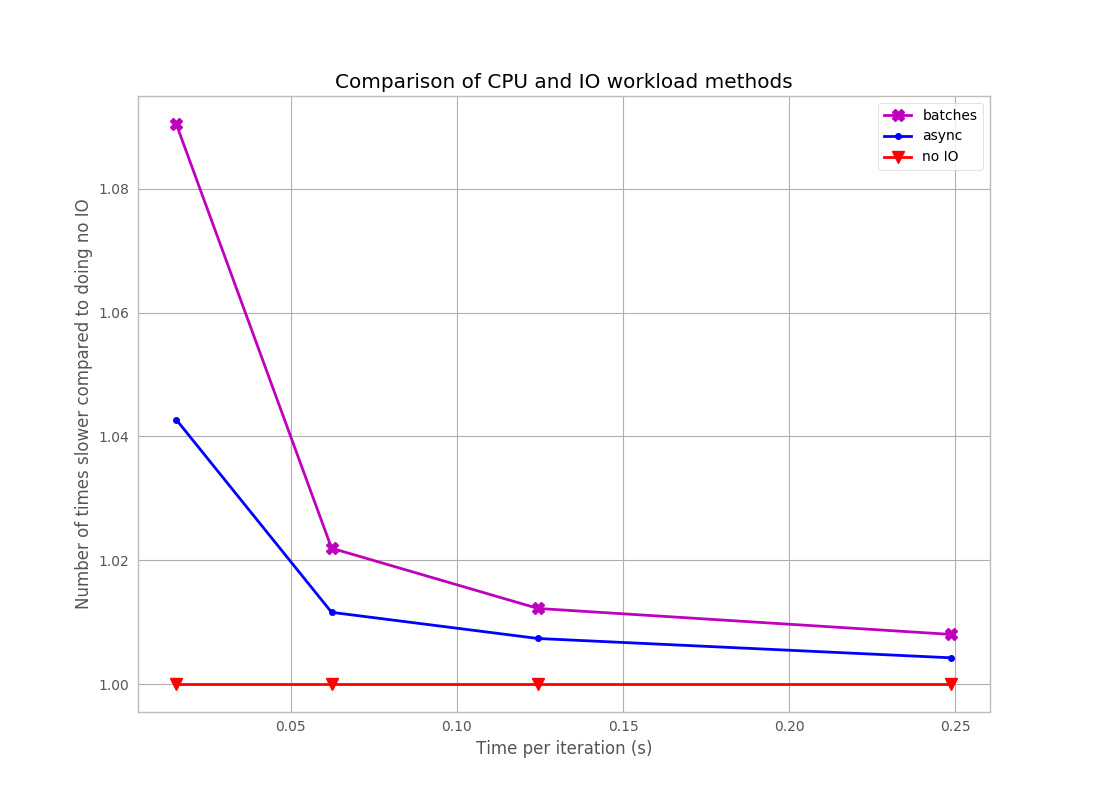 Comparison of CPU and IO workload methods
batches
async
no IO
Number of times slower compared to doing no IO
1.08
1.06
1.04
1.02
1.00
0.05
0.10
0.15
0.20
0.25
Time per iteration (s)